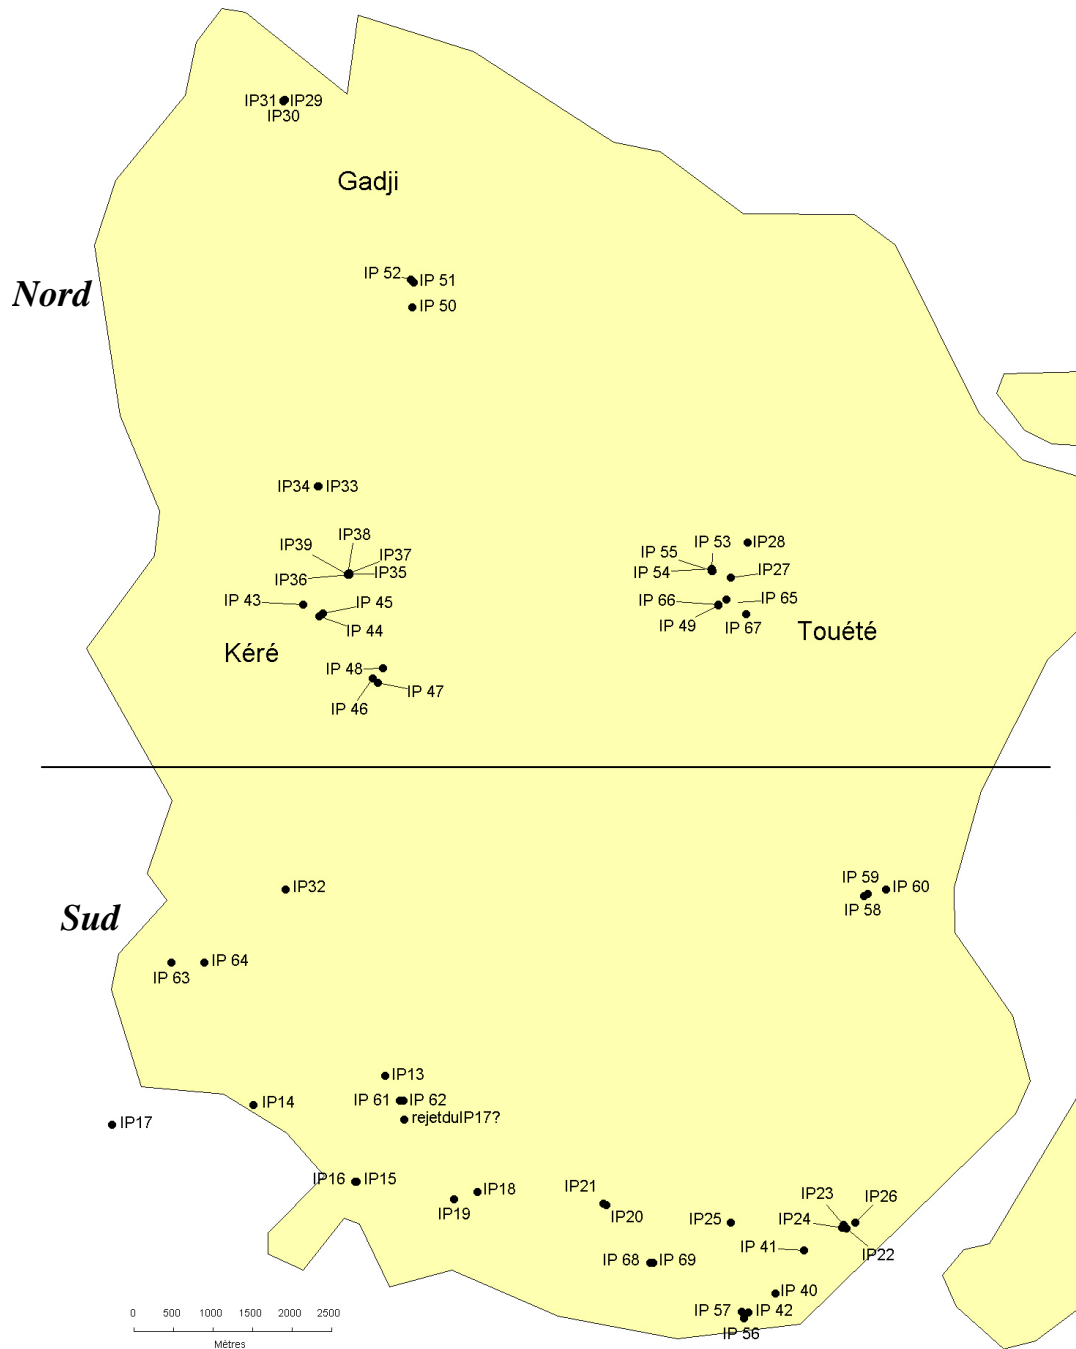 IP31 IP29
IP30
Gadji
IP 52 IP 51
Nord
IP 50
IP34 IP33
IP38
IP39 IP37
IP36 IP35
IP 53 IP28
IP 55
IP 54 IP27
IP 43 IP 45
IP 44
IP 66 IP 65
IP 49 IP 67
Touété
Kéré
IP 48
IP 47
IP 46
IP32
IP 59 IP 60
IP 58
Sud
IP 64
IP 63
IP13
IP14 IP 61 IP 62
rejetduIP17?
IP17
IP16 IP15
IP18
IP19
IP21
IP20
IP23 IP26
IP25 IP24
IP22
IP 41
IP 68 IP 69
IP 40
IP 57 IP 42
IP 56
0 500 1000 1500 2000 2500
Mètres